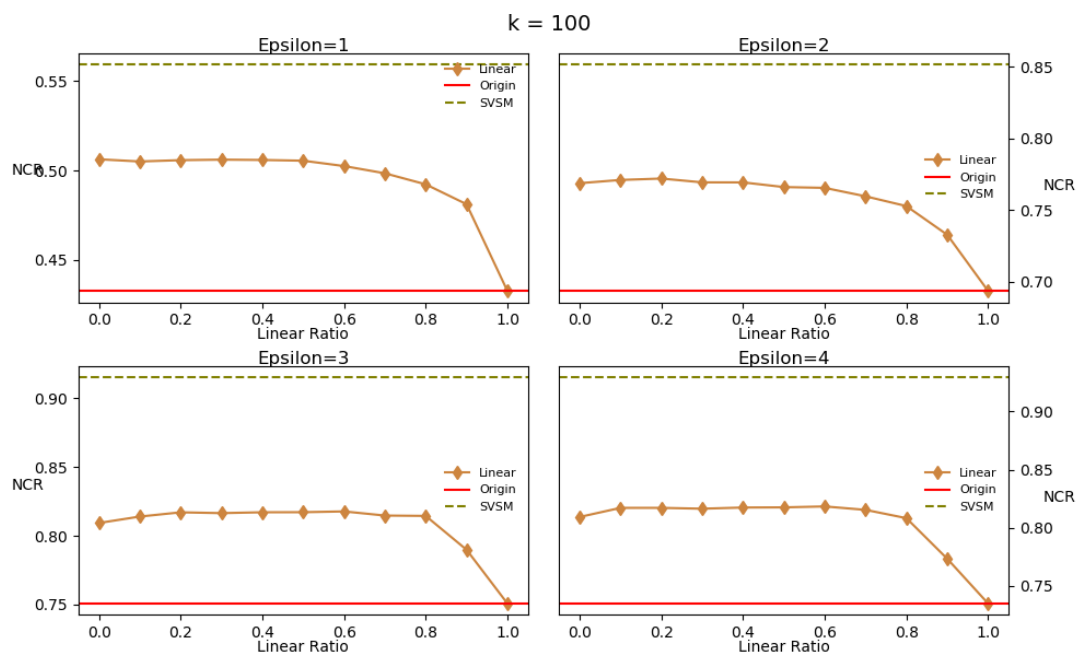 k = 100
Epsilon=1
0.55
0.50
0.45
NCR
Linear
Origin
SVSM
0.0 0.2 0.4 0.6 0.8 1.0
Linear Ratio
Epsilon=2
0.85
0.80
0.75
0.70
NCR
Linear
Origin
SVSM
0.0 0.2 0.4 0.6 0.8 1.0
Linear Ratio
Epsilon=3
0.90
0.85
0.80
0.75
NCR
Linear
Origin
SVSM
0.0 0.2 0.4 0.6 0.8 1.0
Linear Ratio
Epsilon=4
0.90
0.85
0.80
0.75
NCR
Linear
Origin
SVSM
0.0 0.2 0.4 0.6 0.8 1.0
Linear Ratio